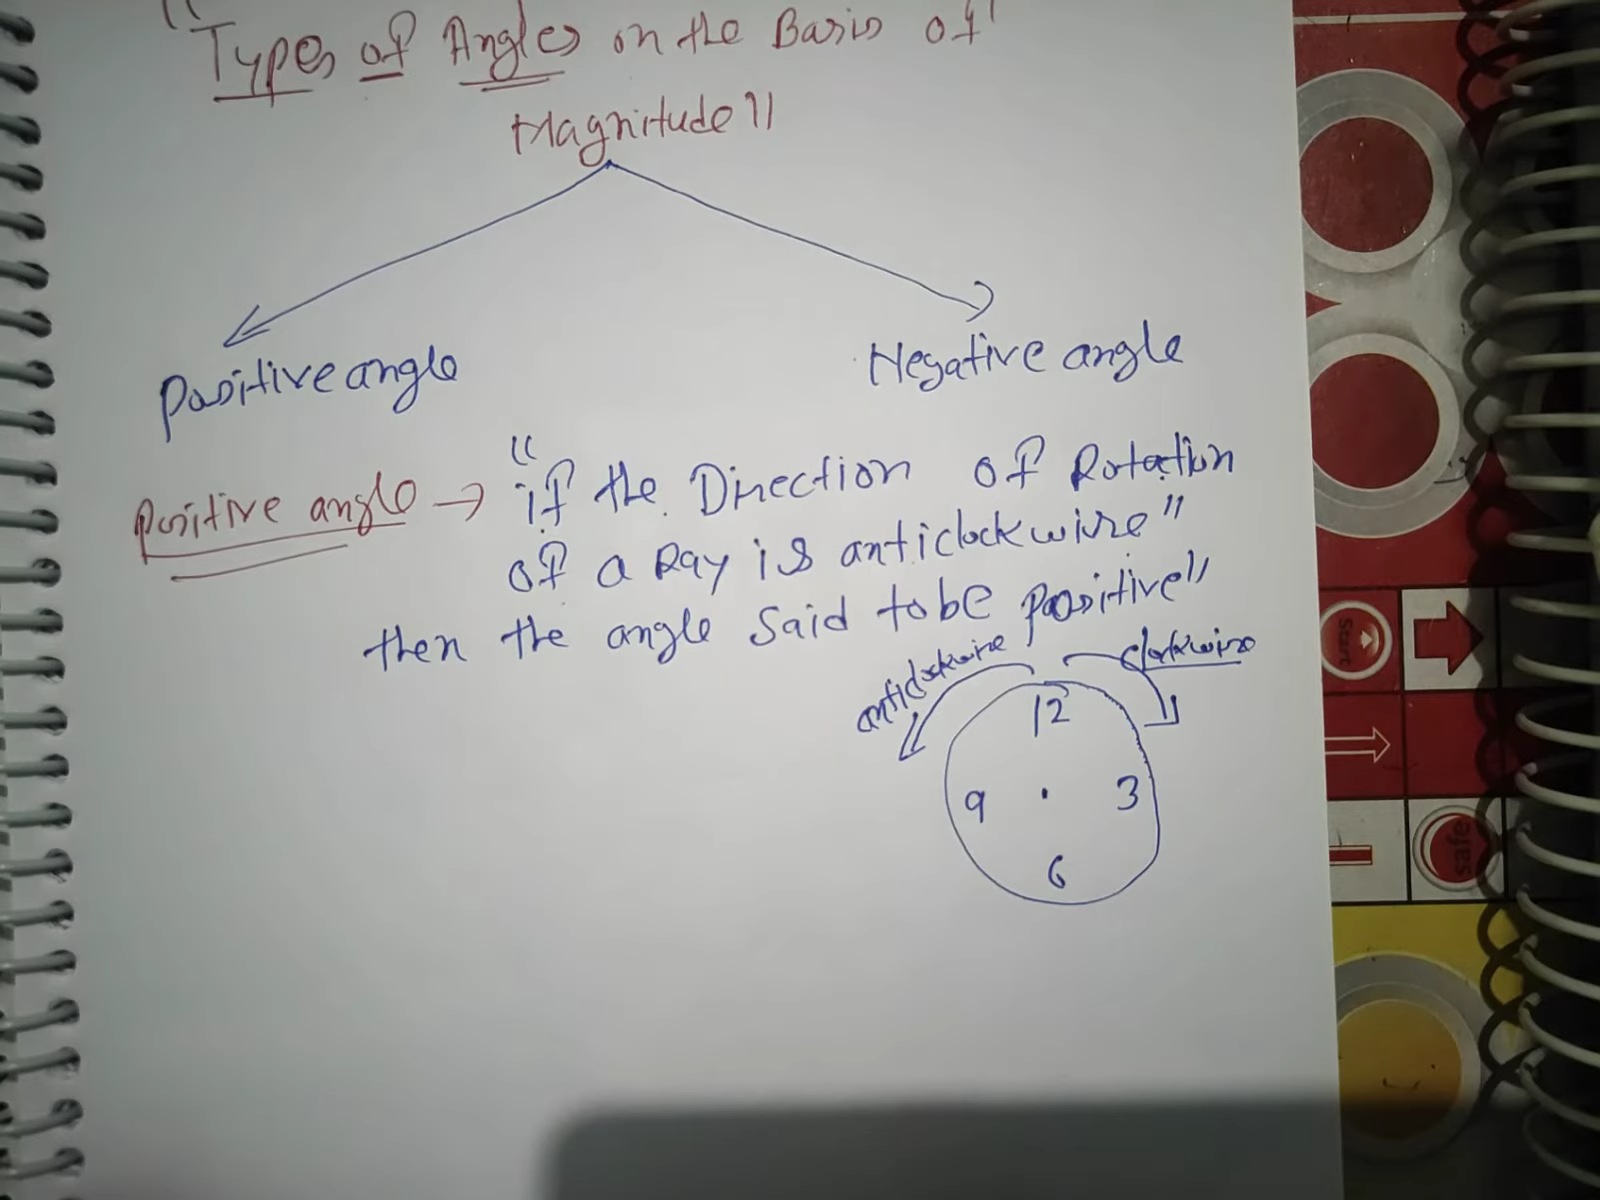 "Types of Angles on the Basis of
Magnitude"
Positive angle
Negative angle
Positive angle → "if the Direction of Rotation
of a Ray is anticlockwise"
then the angle said to be positive"
anticlockwise
clockwise
12
9 3
6
Start
safe